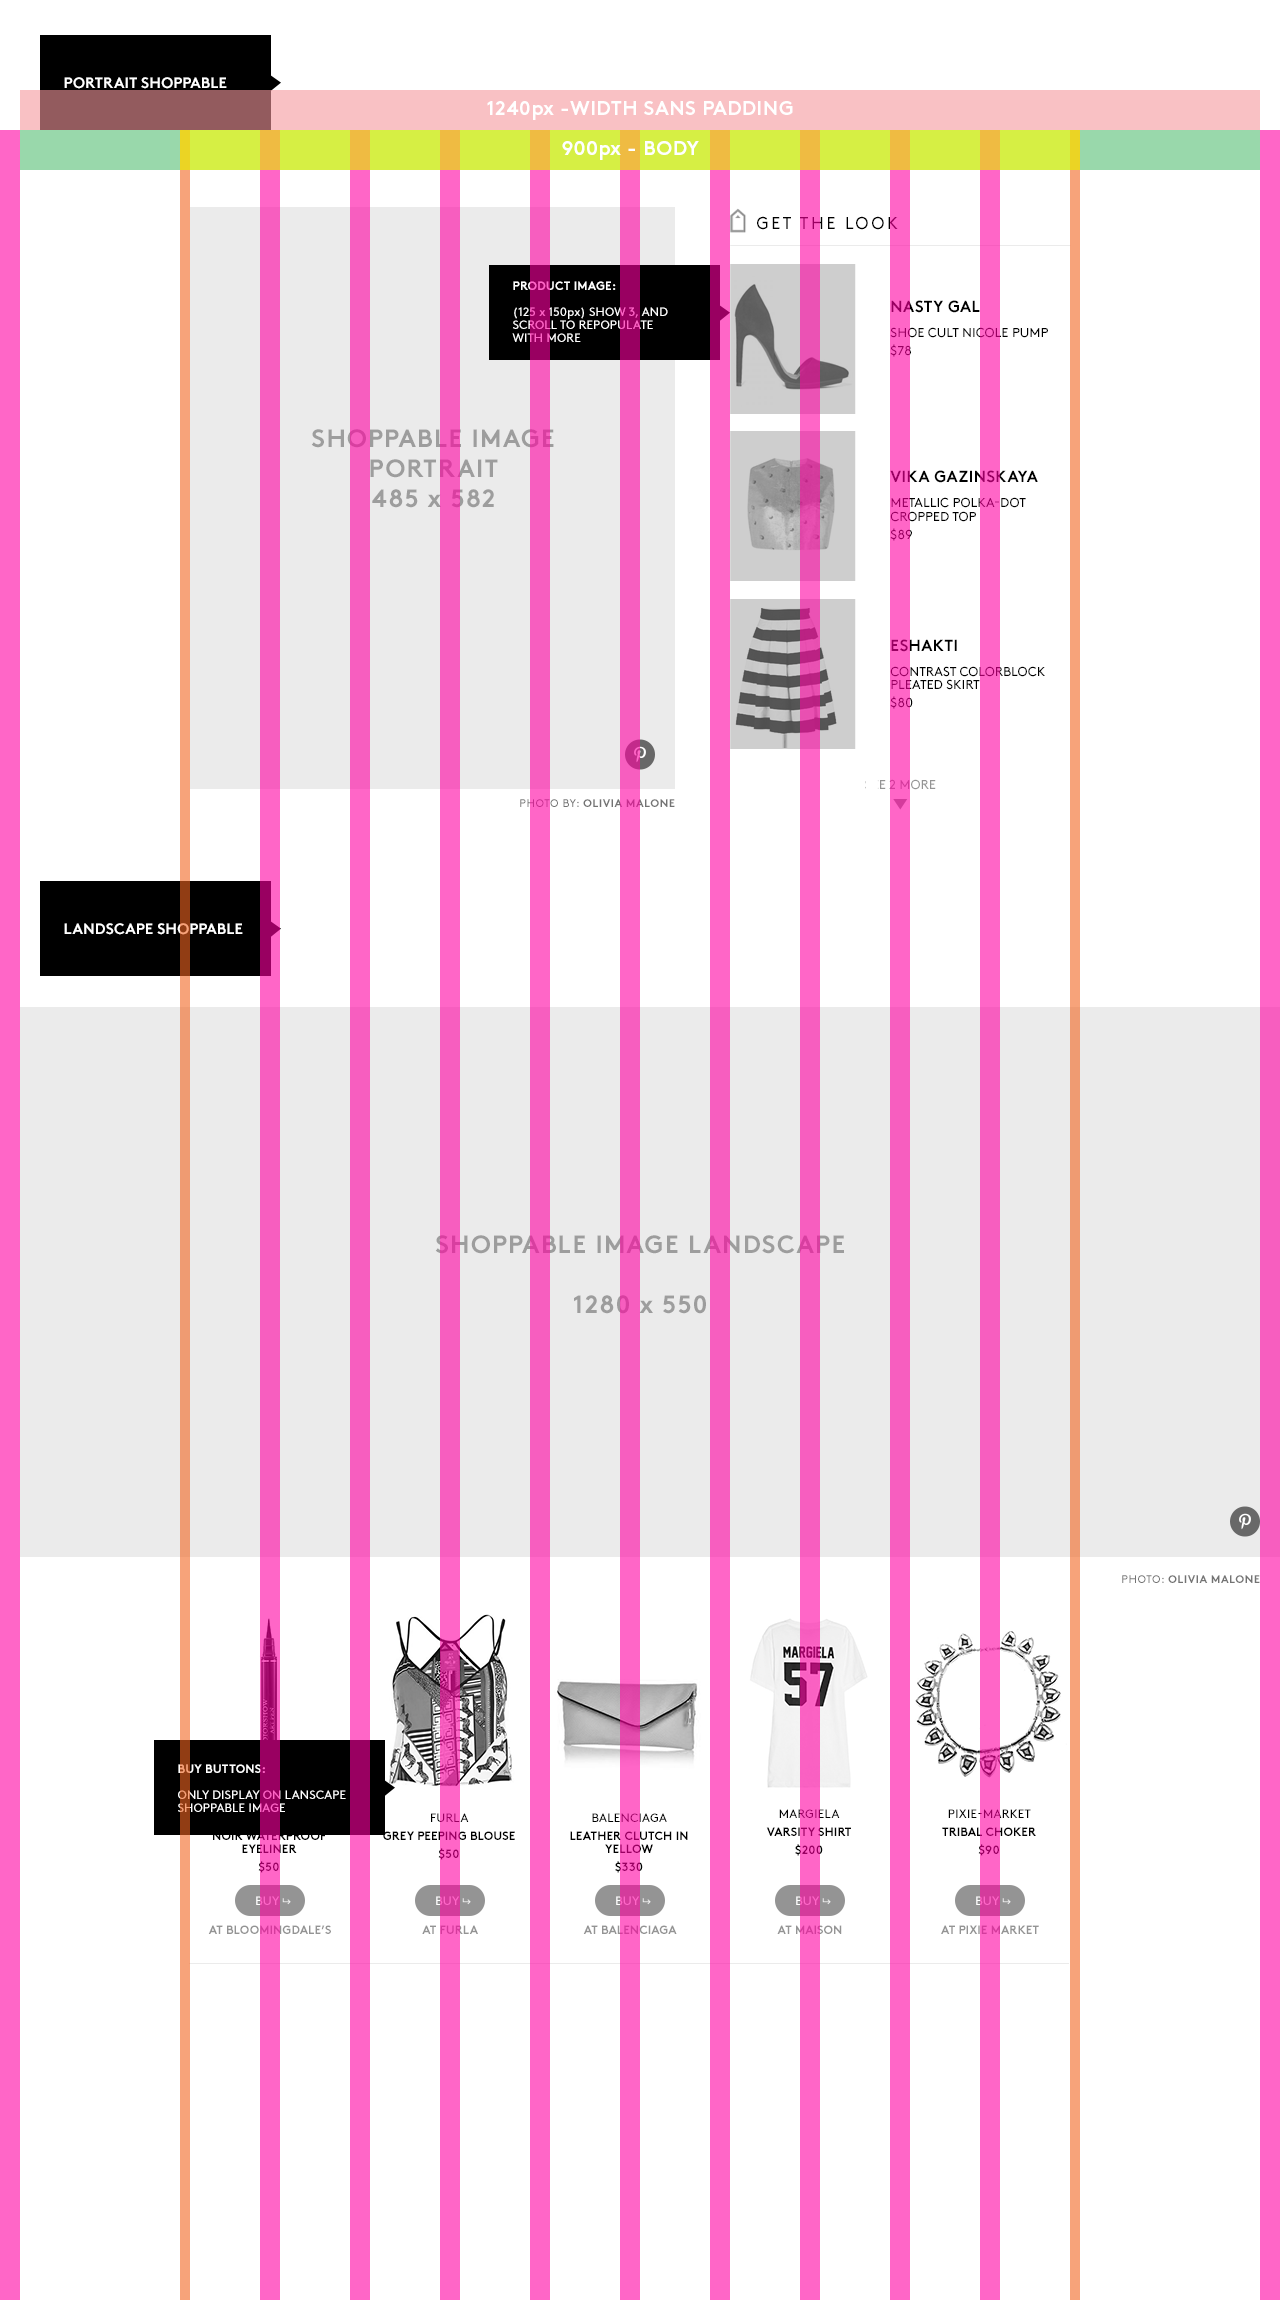 PORTRAIT SHOPPABLE
1240px -WIDTH SANS PADDING
900px - BODY
GET THE LOOK
PRODUCT IMAGE:
(125 x 150px) SHOW 3, AND
SCROLL TO REPOPULATE
WITH MORE
NASTY GAL
SHOE CULT NICOLE PUMP
$78
SHOPPABLE IMAGE
PORTRAIT
485 x 582
VIKA GAZINSKAYA
METALLIC POLKA-DOT
CROPPED TOP
$89
ESHAKTI
CONTRAST COLORBLOCK
PLEATED SKIRT
$80
E 2 MORE
PHOTO BY: OLIVIA MALONE
LANDSCAPE SHOPPABLE
SHOPPABLE IMAGE LANDSCAPE
1280 x 550
PHOTO: OLIVIA MALONE
MARGIELA
57
BUY BUTTONS:
ONLY DISPLAY ON LANSCAPE
SHOPPABLE IMAGE
NOIR WATERPROOF
EYELINER
$50
BUY
AT BLOOMINGDALE'S
FURLA
GREY PEEPING BLOUSE
$50
BUY
AT FURLA
BALENCIAGA
LEATHER CLUTCH IN
YELLOW
$330
BUY
AT BALENCIAGA
MARGIELA
VARSITY SHIRT
$200
BUY
AT MAISON
PIXIE-MARKET
TRIBAL CHOKER
$90
BUY
AT PIXIE MARKET